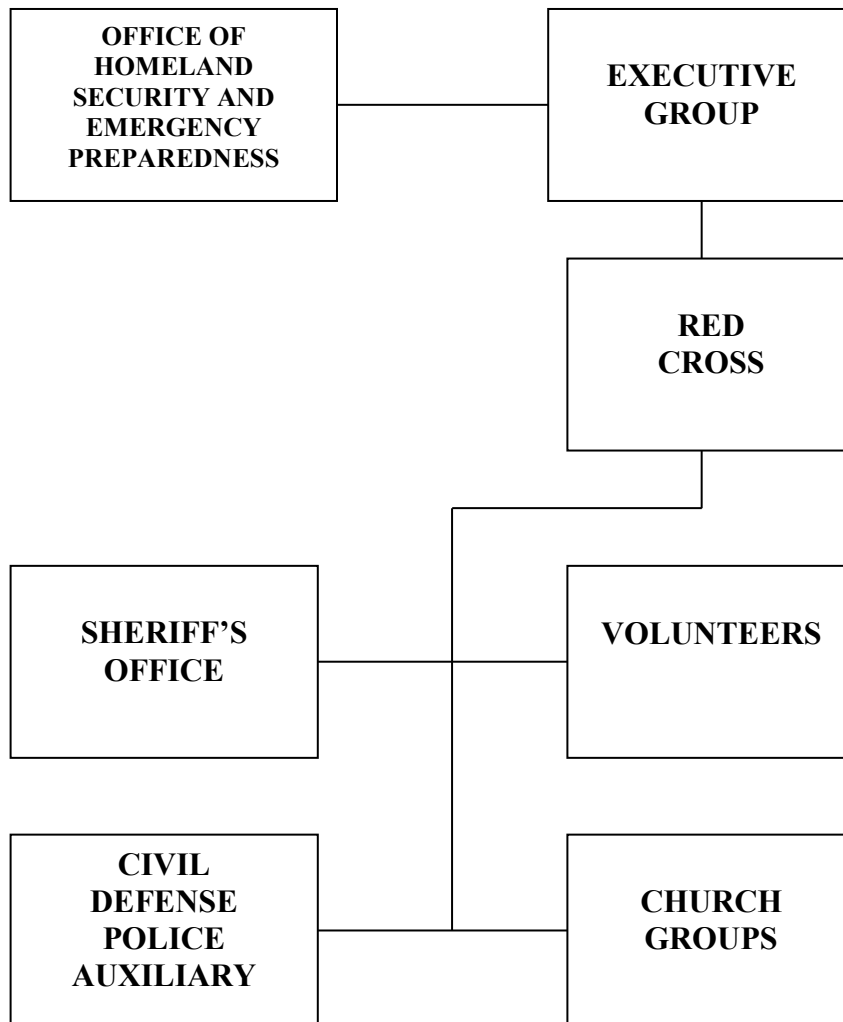 OFFICE OF
HOMELAND
SECURITY AND
EMERGENCY
PREPAREDNESS
EXECUTIVE
GROUP
RED
CROSS
SHERIFF’S
OFFICE
VOLUNTEERS
CIVIL
DEFENSE
POLICE
AUXILIARY
CHURCH
GROUPS